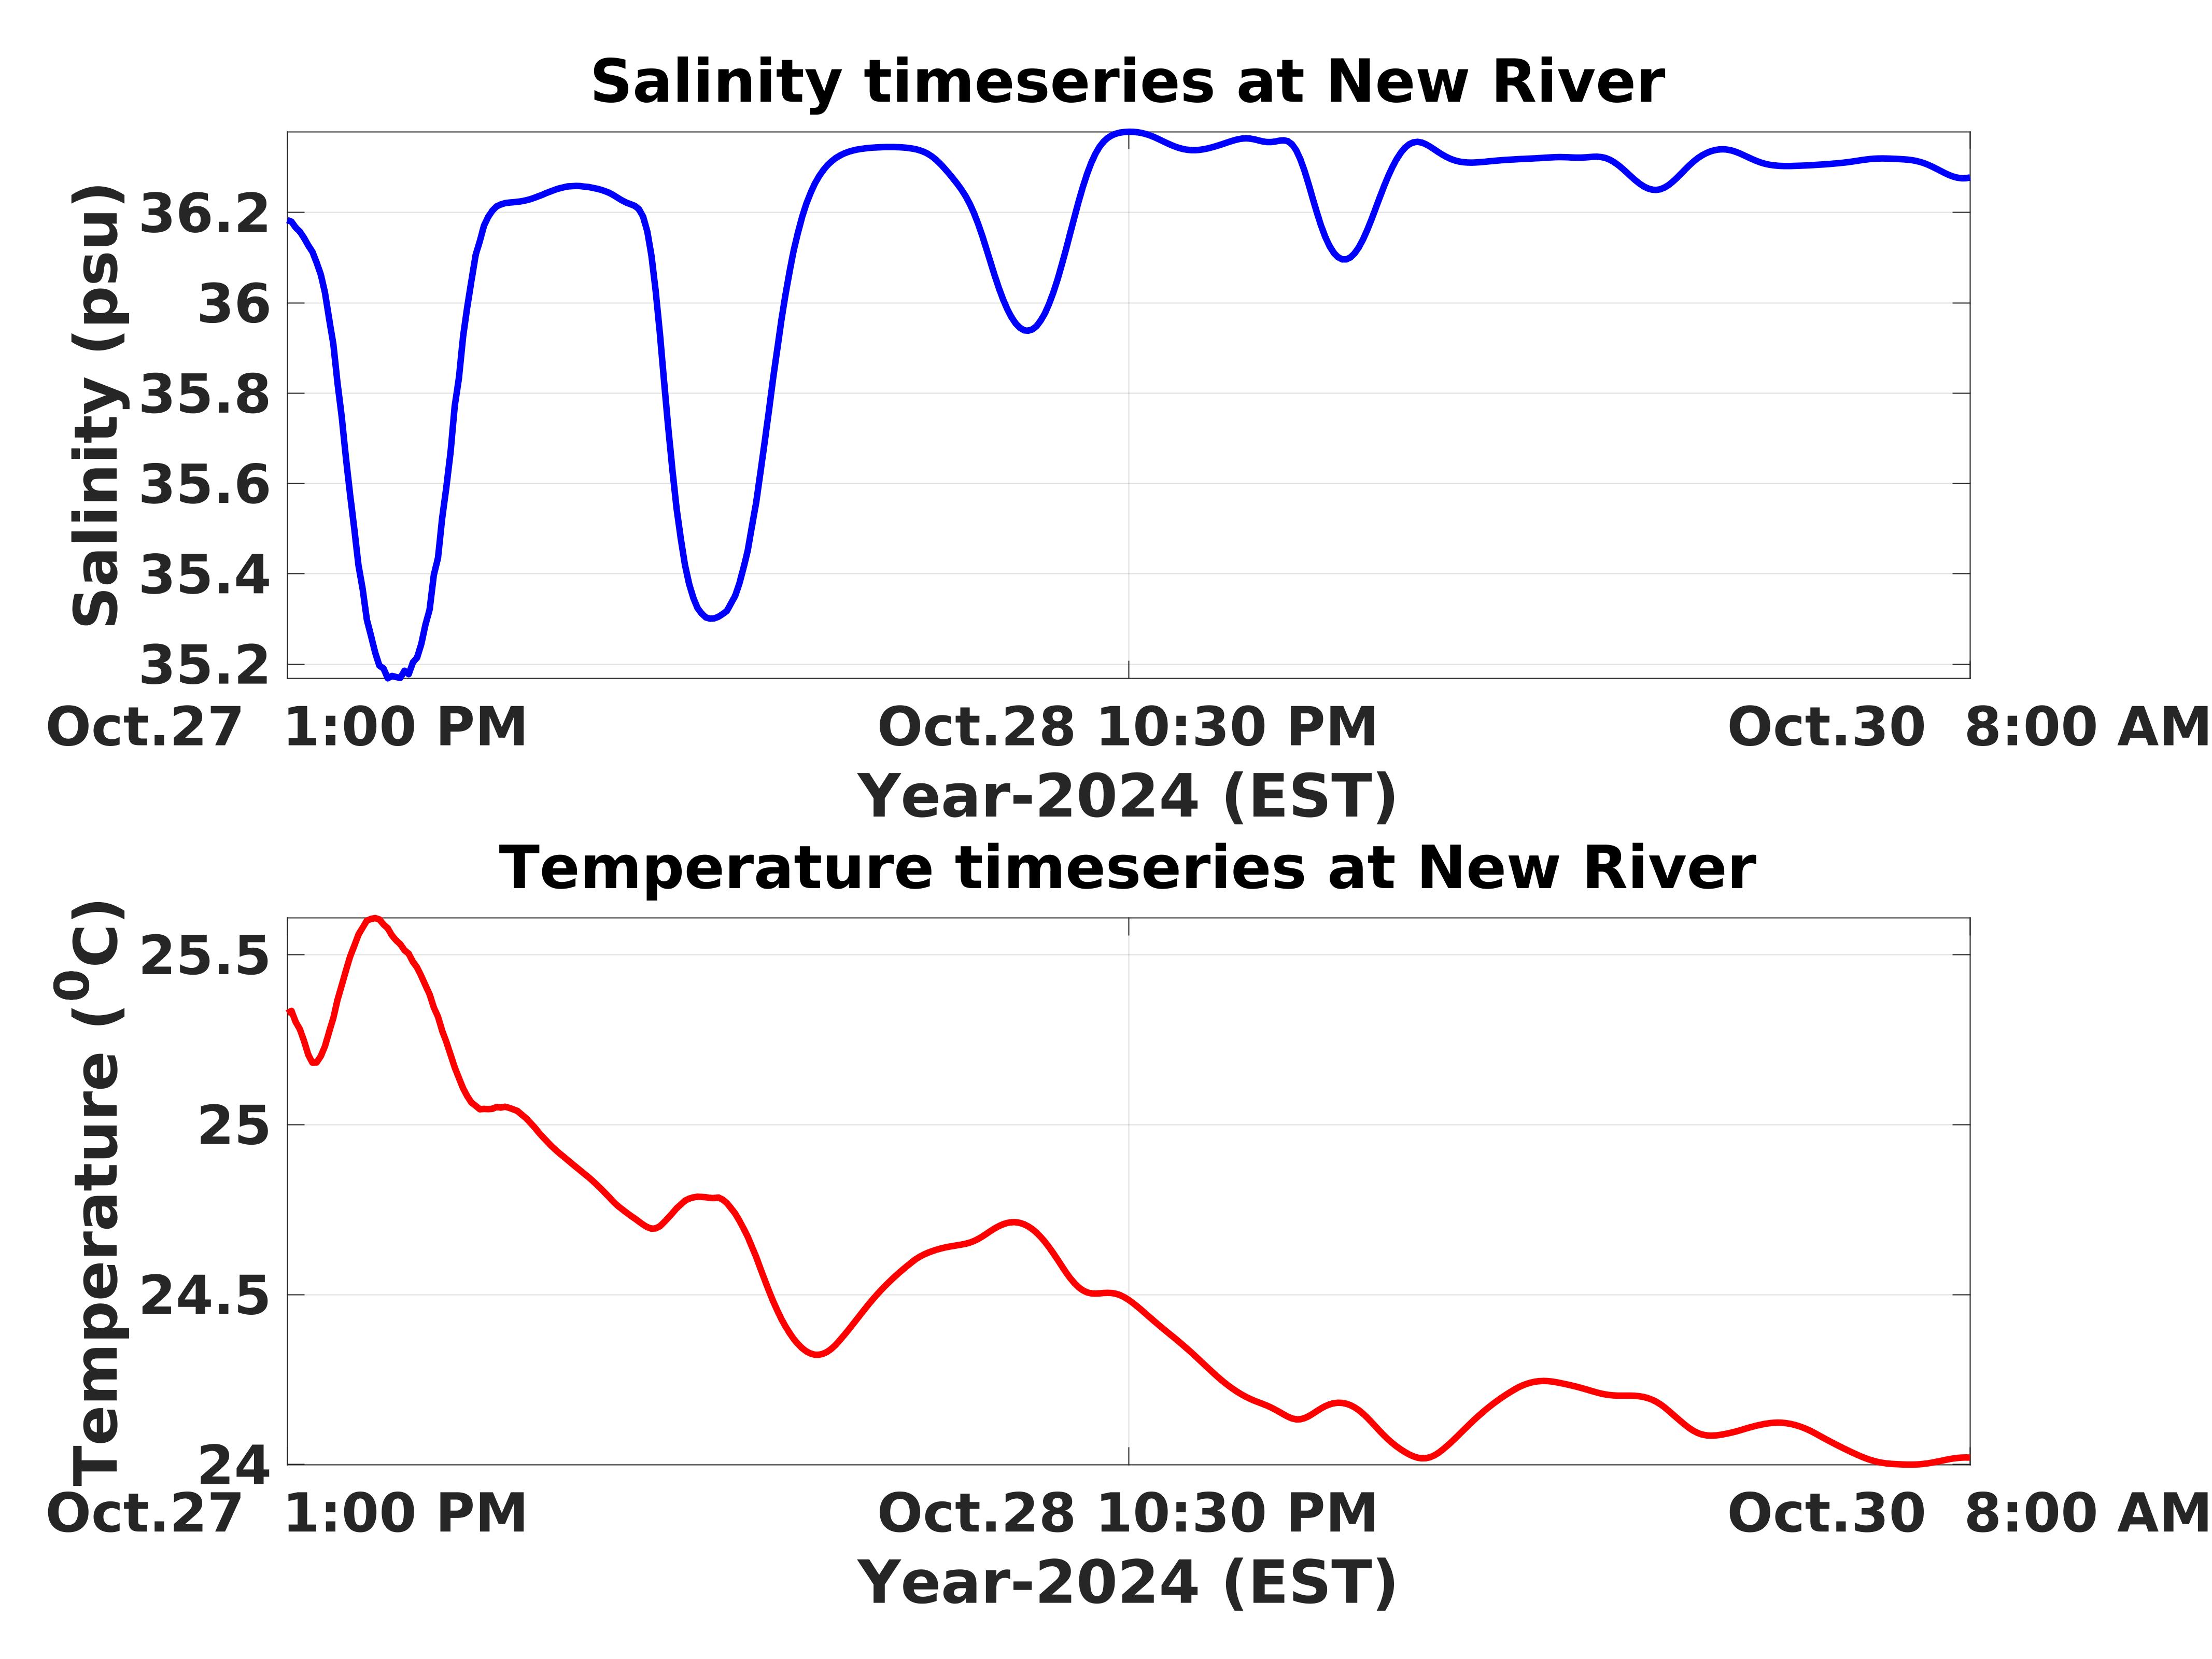 Salinity timeseries at New River
Salinity (psu)
36.2
36
35.8
35.6
35.4
35.2
Oct.27 1:00 PM
Oct.28 10:30 PM
Oct.30 8:00 AM
Year-2024 (EST)
Temperature timeseries at New River
Temperature (⁰C)
25.5
25
24.5
24
Oct.27 1:00 PM
Oct.28 10:30 PM
Oct.30 8:00 AM
Year-2024 (EST)